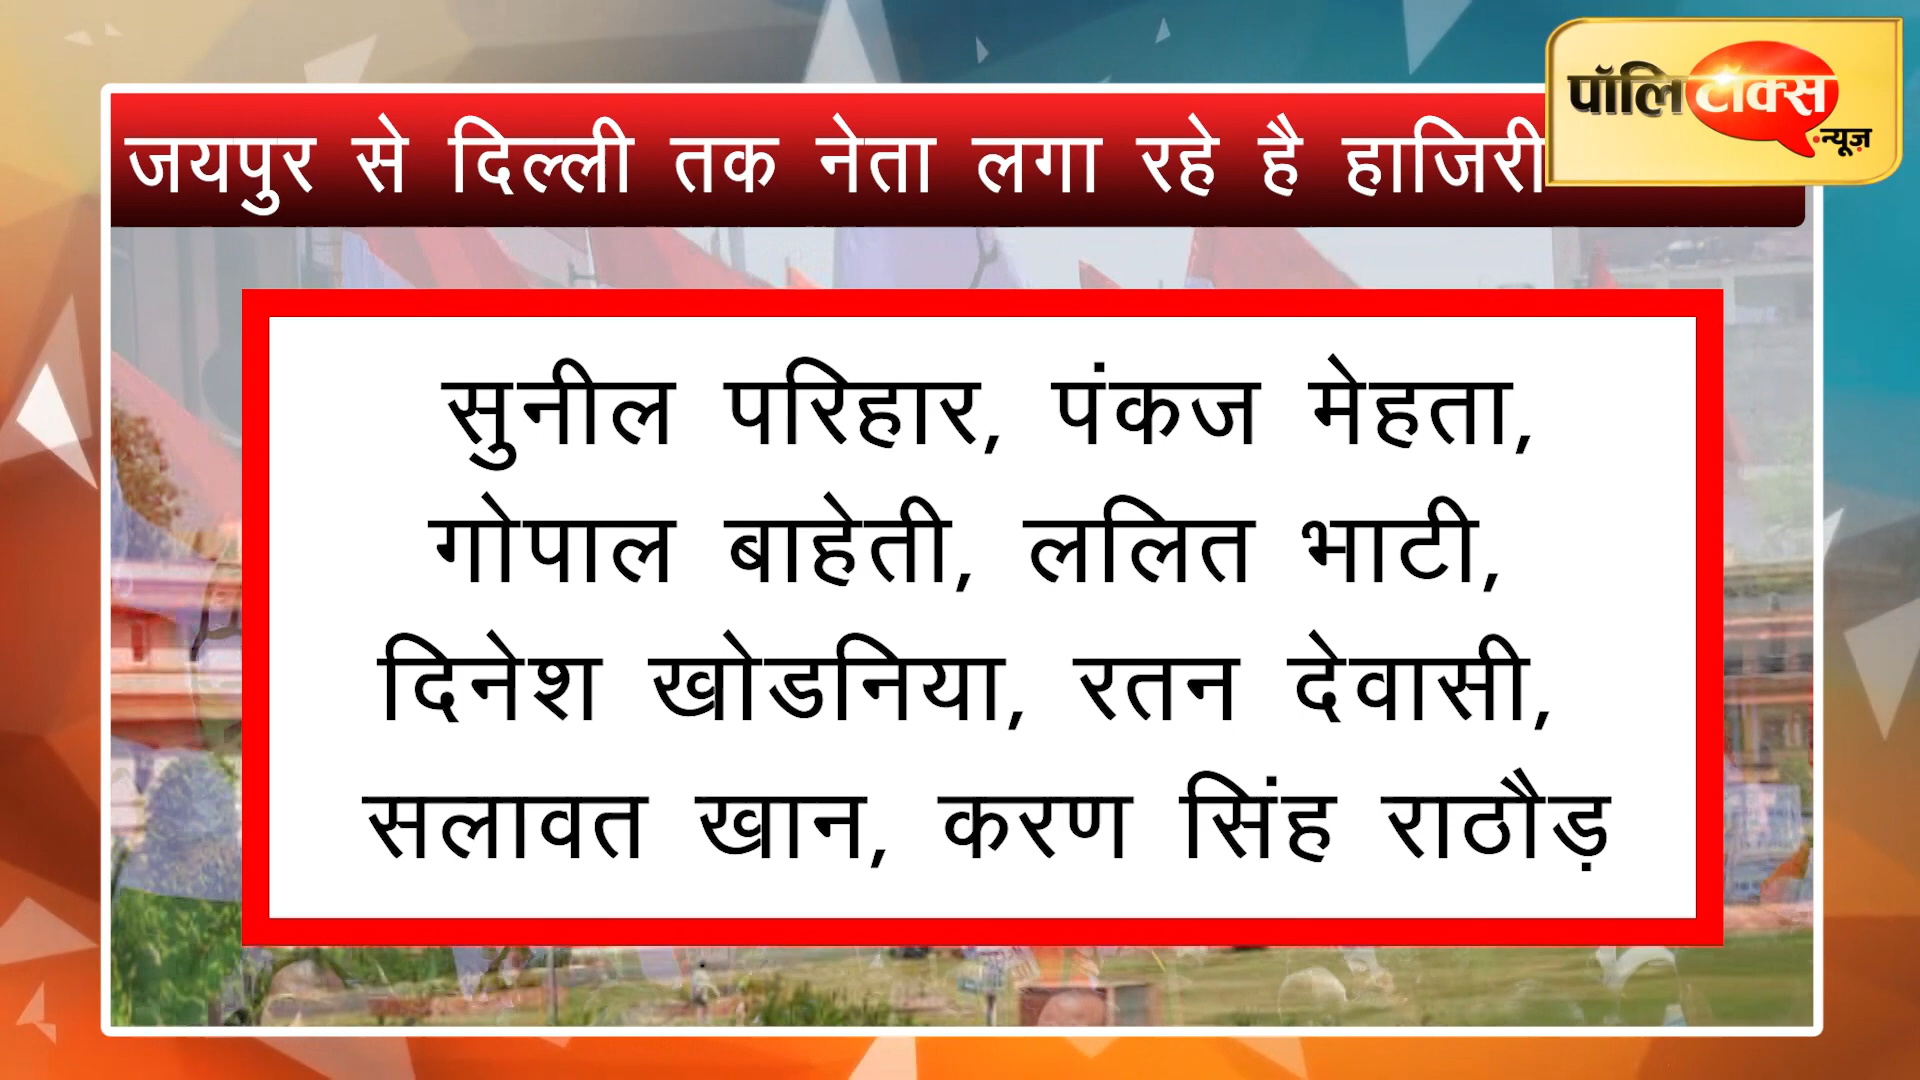 जयपुर से दिल्ली तक नेता लगा रहे है हाजिरी
पॉलिटॉक्स
.न्यूज़
सुनील परिहार, पंकज मेहता,
गोपाल बाहेती, ललित भाटी,
दिनेश खोडनिया, रतन देवासी,
सलावत खान, करण सिंह राठौड़